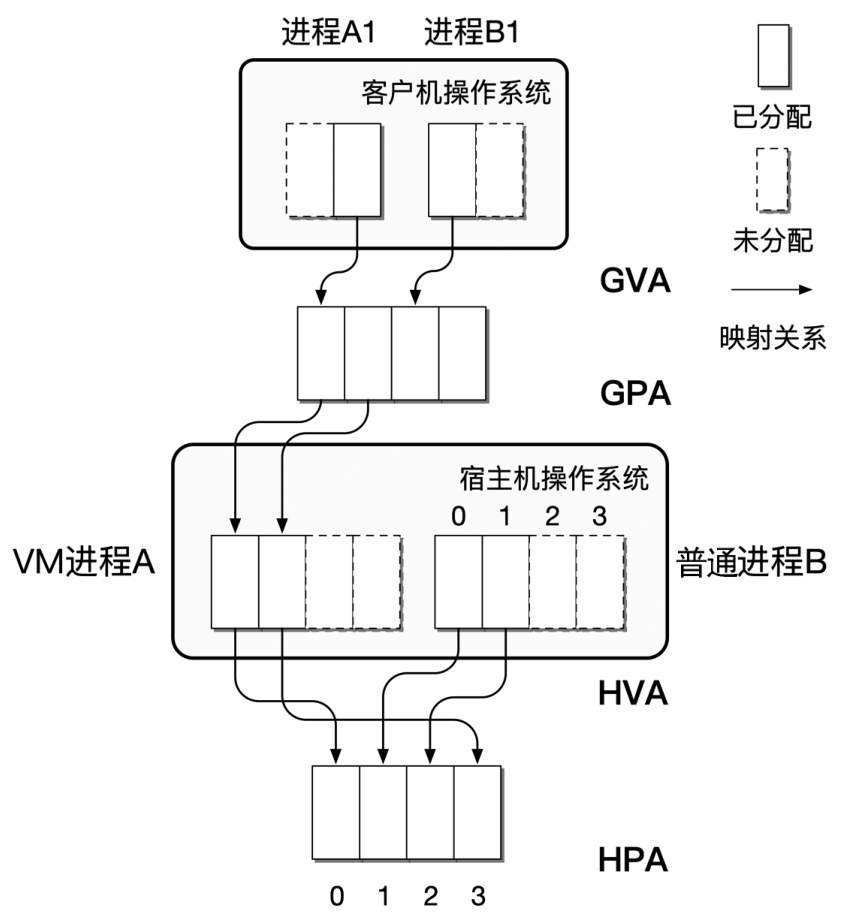 进程A1 进程B1
客户机操作系统
已分配
未分配
映射关系
GVA
GPA
宿主机操作系统
0 1 2 3
VM进程A
普通进程B
HVA
HPA
0 1 2 3